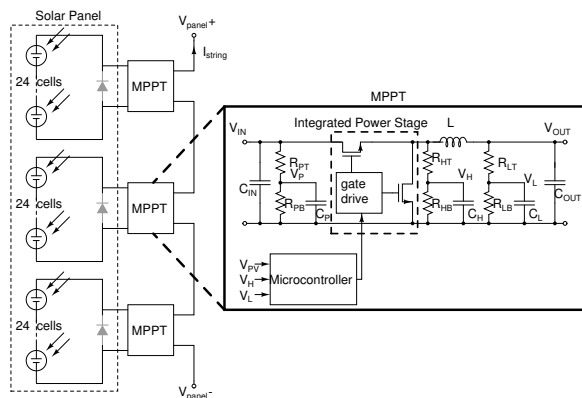 Solar Panel
V_panel+
I_string
24 cells
MPPT
MPPT
Integrated Power Stage
L
V_IN
V_OUT
R_PT
R_HT
R_LT
V_P
V_H
V_L
24 cells
MPPT
C_IN
gate
drive
C_OUT
R_PB
C_P
R_HB
C_H
R_LB
C_L
V_PV
V_H
V_L
Microcontroller
24 cells
MPPT
V_panel-